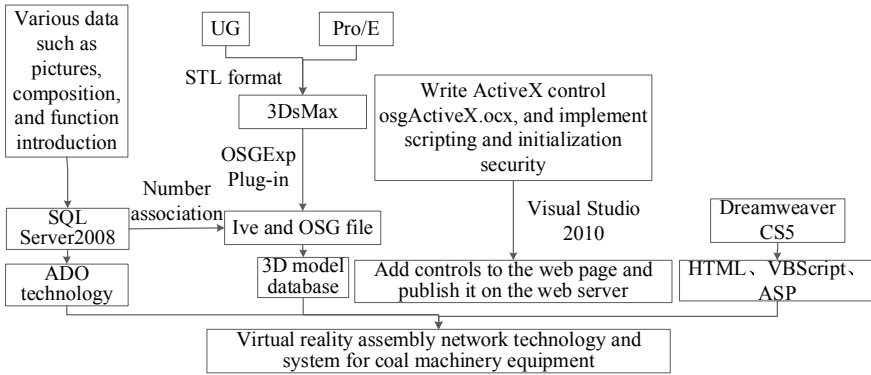 Various data
such as
pictures,
composition,
and function
introduction
UG
Pro/E
STL format
3DsMax
OSGExp
Plug-in
Write ActiveX control
osgActiveX.ocx, and implement
scripting and initialization
security
Number
association
SQL
Server2008
Ive and OSG file
Visual Studio
2010
Dreamweaver
CS5
ADO
technology
3D model
database
Add controls to the web page and
publish it on the web server
HTML、VBScript、
ASP
Virtual reality assembly network technology and
system for coal machinery equipment